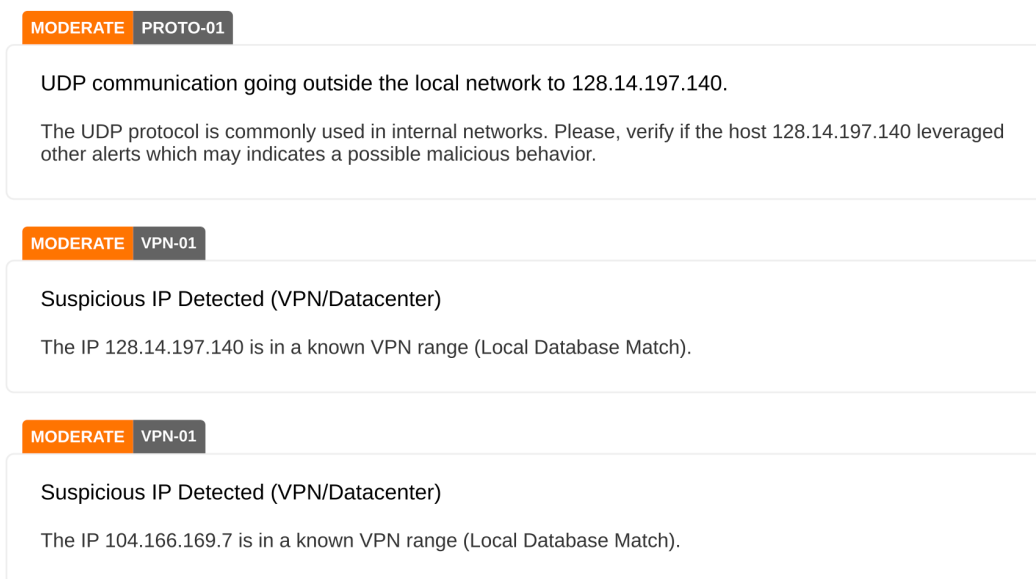 MODERATE PROTO-01
UDP communication going outside the local network to 128.14.197.140.
The UDP protocol is commonly used in internal networks. Please, verify if the host 128.14.197.140 leveraged
other alerts which may indicates a possible malicious behavior.
MODERATE VPN-01
Suspicious IP Detected (VPN/Datacenter)
The IP 128.14.197.140 is in a known VPN range (Local Database Match).
MODERATE VPN-01
Suspicious IP Detected (VPN/Datacenter)
The IP 104.166.169.7 is in a known VPN range (Local Database Match).